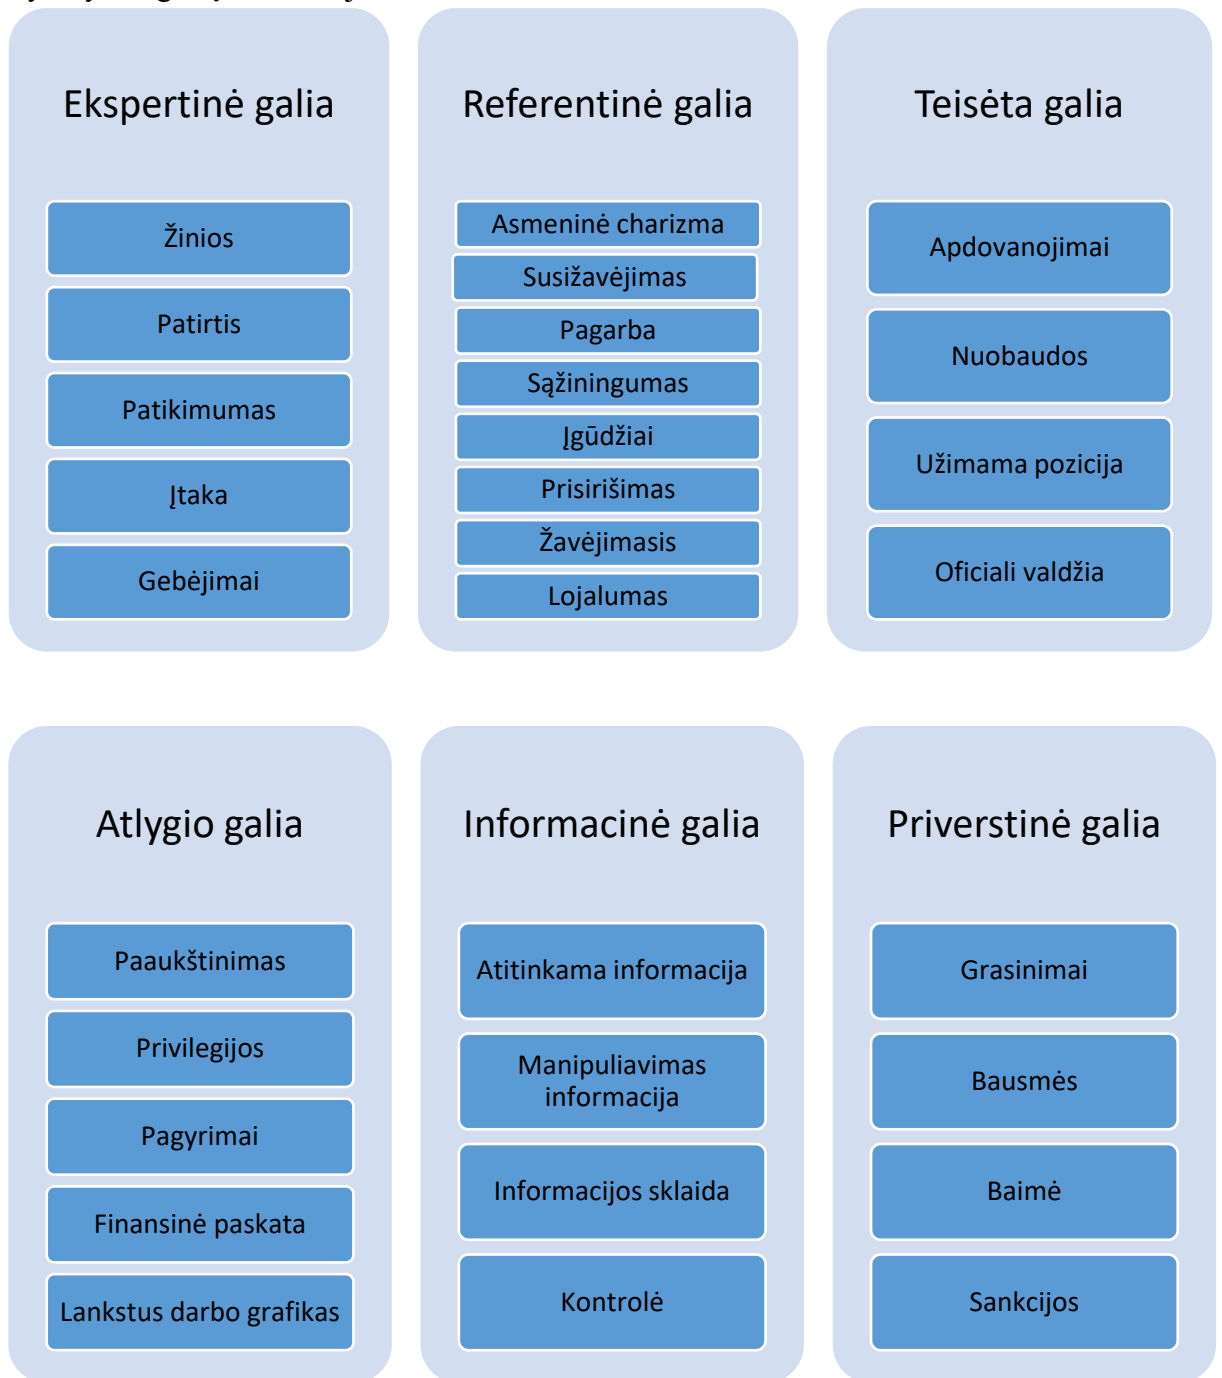 Ekspertinė galia
Žinios
Patirtis
Patikimumas
Įtaka
Gebėjimai
Referentinė galia
Asmeninė charizma
Susižavėjimas
Pagarba
Sąžiningumas
Įgūdžiai
Prisirišimas
Žavėjimasis
Lojalumas
Teisėta galia
Apdovanojimai
Nuobaudos
Užimama pozicija
Oficiali valdžia
Atlygio galia
Paaukštinimas
Privilegijos
Pagyrimai
Finansinė paskata
Lankstus darbo grafikas
Informacinė galia
Atitinkama informacija
Manipuliavimas
informacija
Informacijos sklaida
Kontrolė
Priverstinė galia
Grasinimai
Bausmės
Baimė
Sankcijos